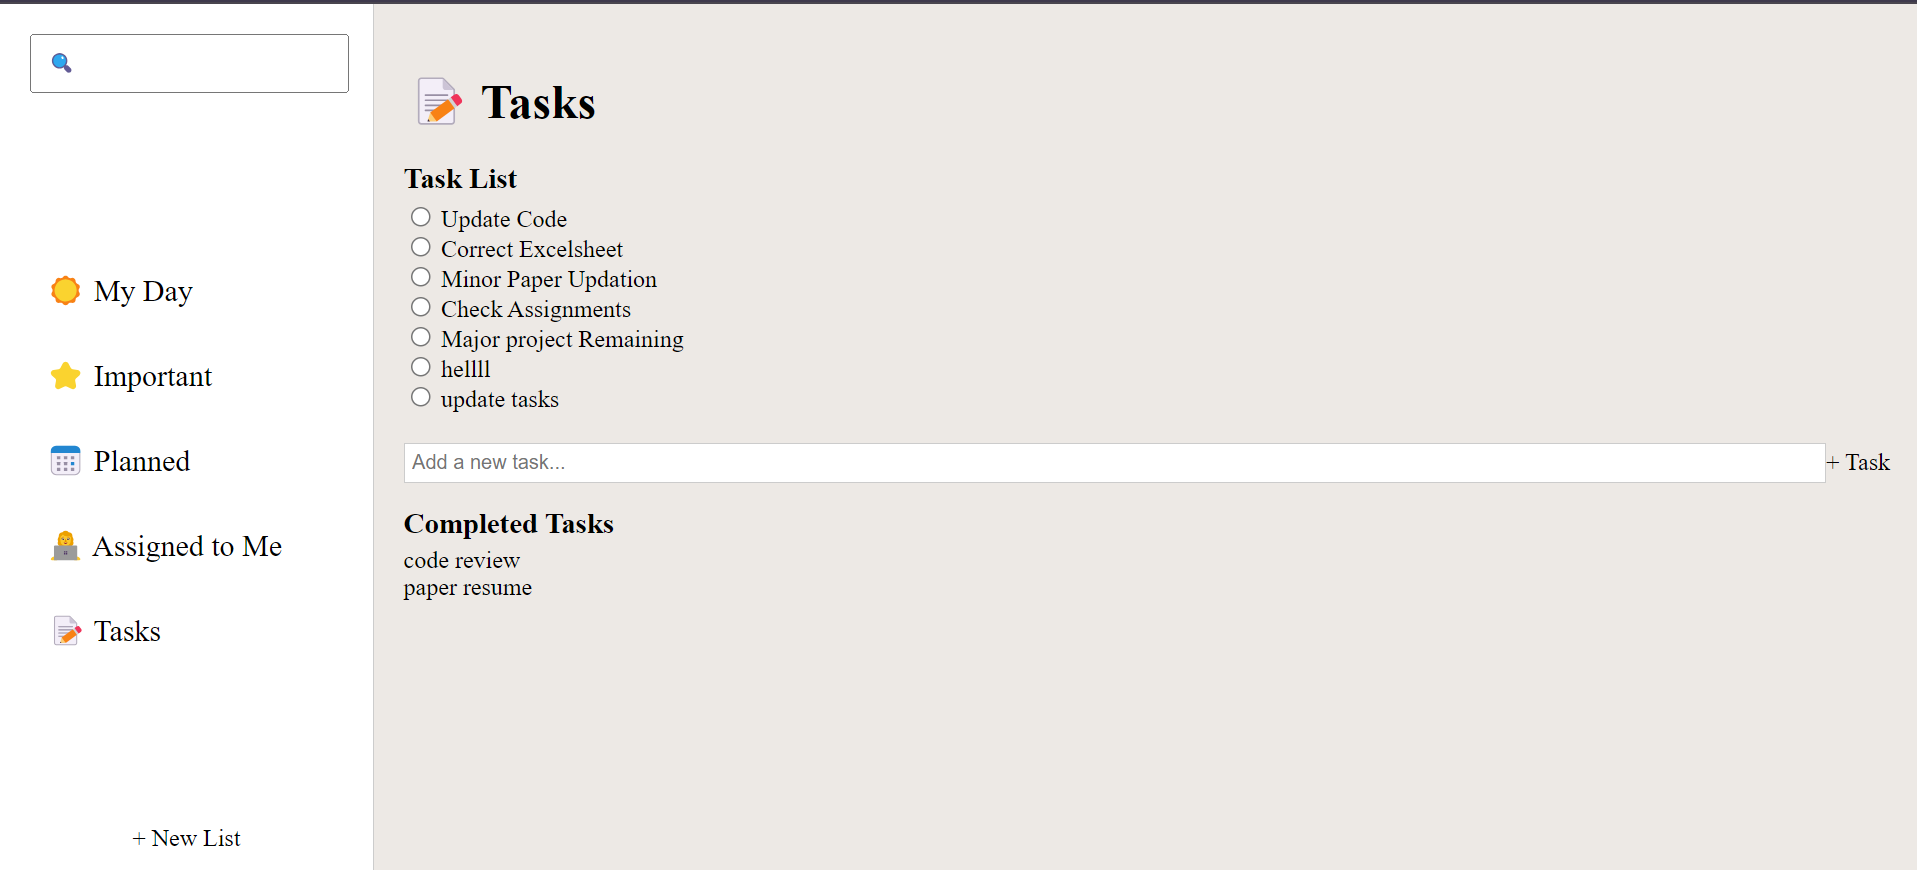 My Day
Important
Planned
Assigned to Me
Tasks
+ New List
Tasks
Task List
Update Code
Correct Excelsheet
Minor Paper Updation
Check Assignments
Major project Remaining
hellll
update tasks
Add a new task...
+ Task
Completed Tasks
code review
paper resume